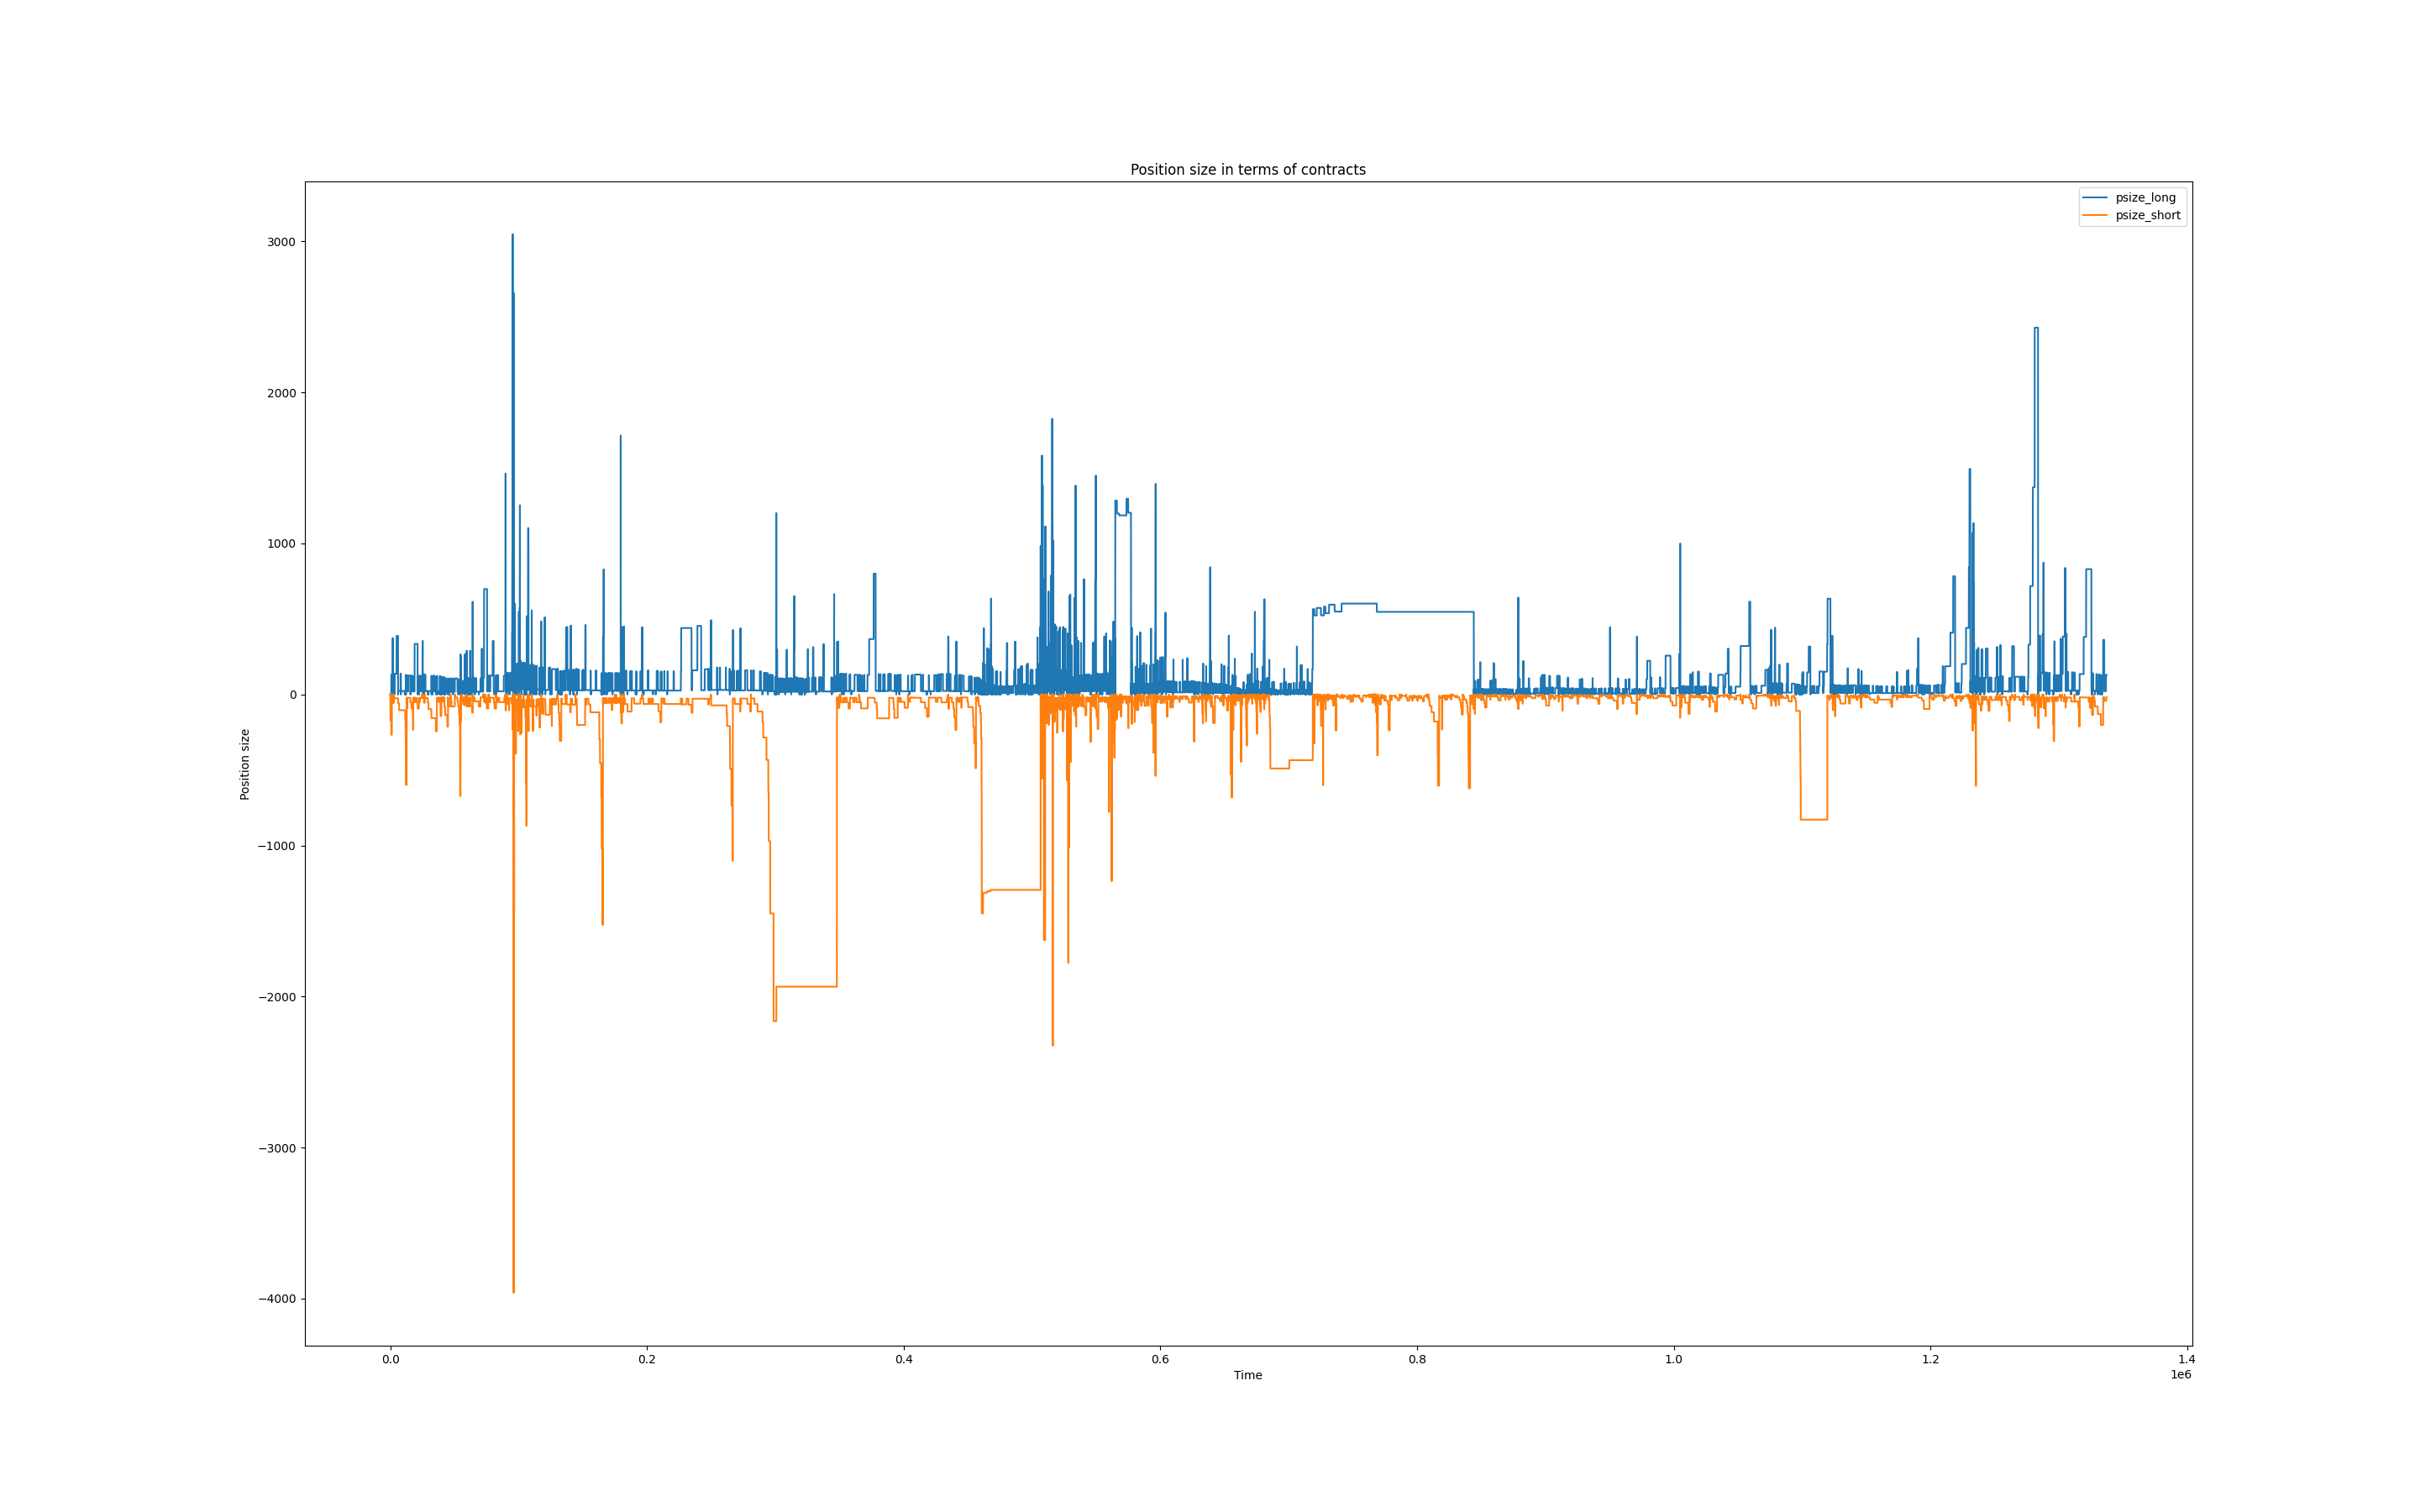 Position size in terms of contracts
psize_long
psize_short
3000
2000
1000
0
−1000
−2000
−3000
−4000
Position size
0.0
0.2
0.4
0.6
0.8
1.0
1.2
1.4
Time
1e6